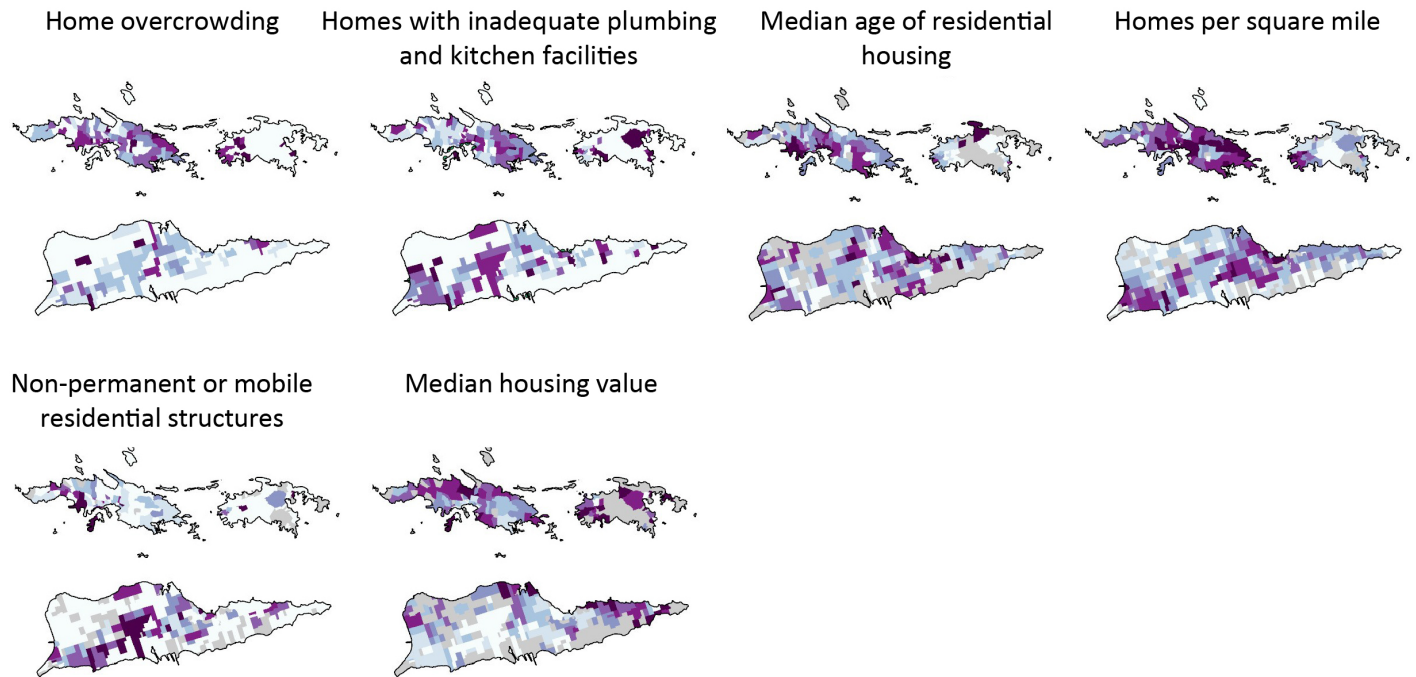 Home overcrowding
Homes with inadequate plumbing
and kitchen facilities
Median age of residential
housing
Homes per square mile
Non-permanent or mobile
residential structures
Median housing value